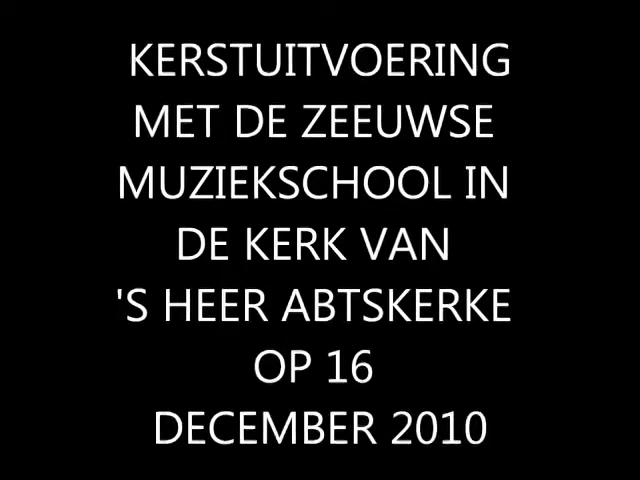 KERSTUITVOERING
MET DE ZEEUWSE
MUZIEKSCHOOL IN
DE KERK VAN
'S HEER ABTSKERKE
OP 16
DECEMBER 2010